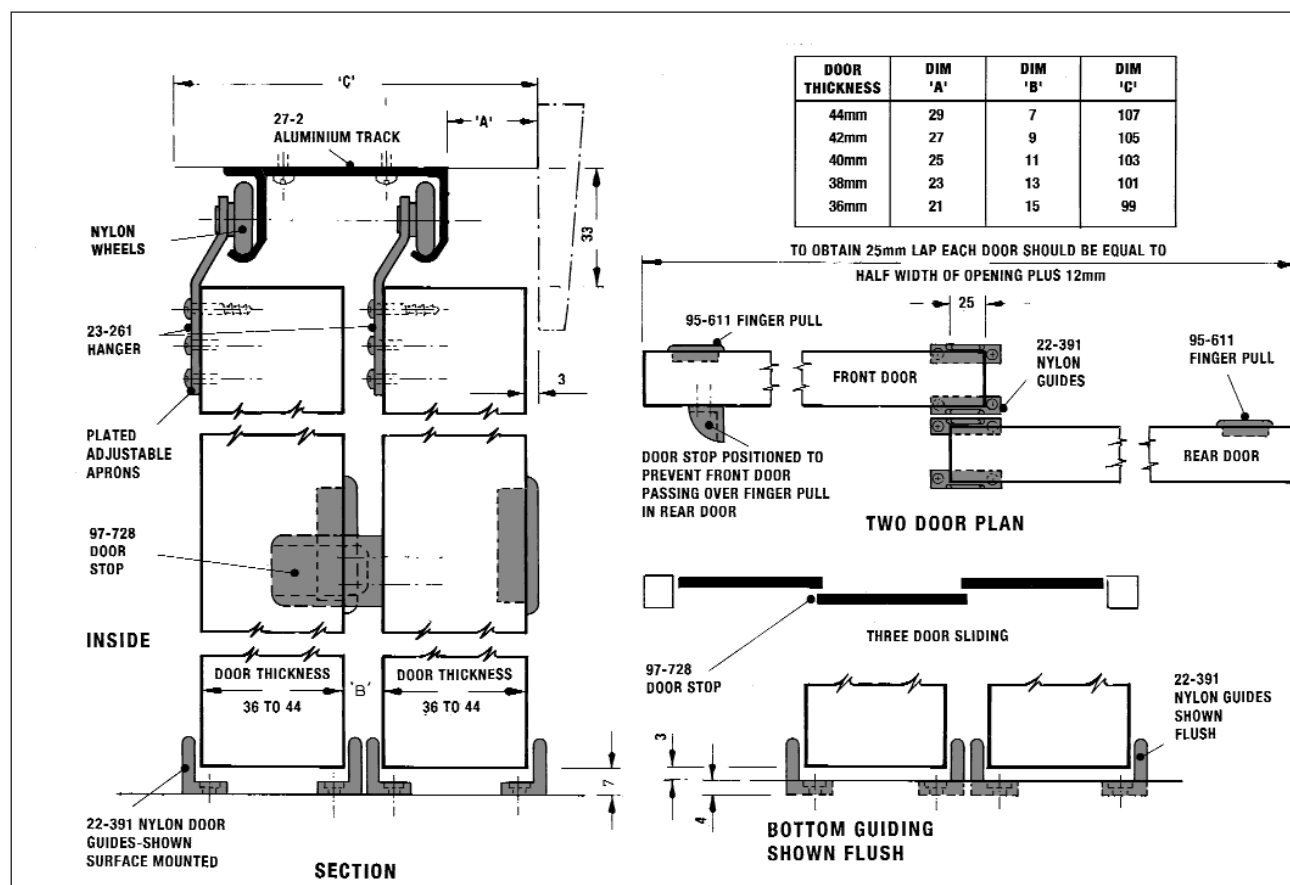 'C'
'A'
27-2
ALUMINIUM TRACK
33
NYLON
WHEELS
23-261
HANGER
3
PLATED
ADJUSTABLE
APRONS
97-728
DOOR
STOP
INSIDE
DOOR THICKNESS
36 TO 44
'B'
DOOR THICKNESS
36 TO 44
7
22-391 NYLON DOOR
GUIDES-SHOWN
SURFACE MOUNTED
SECTION
DOOR THICKNESS DIM 'A' DIM 'B' DIM 'C'
44mm 29 7 107
42mm 27 9 105
40mm 25 11 103
38mm 23 13 101
36mm 21 15 99
TO OBTAIN 25mm LAP EACH DOOR SHOULD BE EQUAL TO
HALF WIDTH OF OPENING PLUS 12mm
25
95-611 FINGER PULL
22-391
NYLON
GUIDES
95-611
FINGER PULL
FRONT DOOR
REAR DOOR
DOOR STOP POSITIONED TO
PREVENT FRONT DOOR
PASSING OVER FINGER PULL
IN REAR DOOR
TWO DOOR PLAN
THREE DOOR SLIDING
97-728
DOOR STOP
22-391
NYLON GUIDES
SHOWN
FLUSH
3
4
BOTTOM GUIDING
SHOWN FLUSH